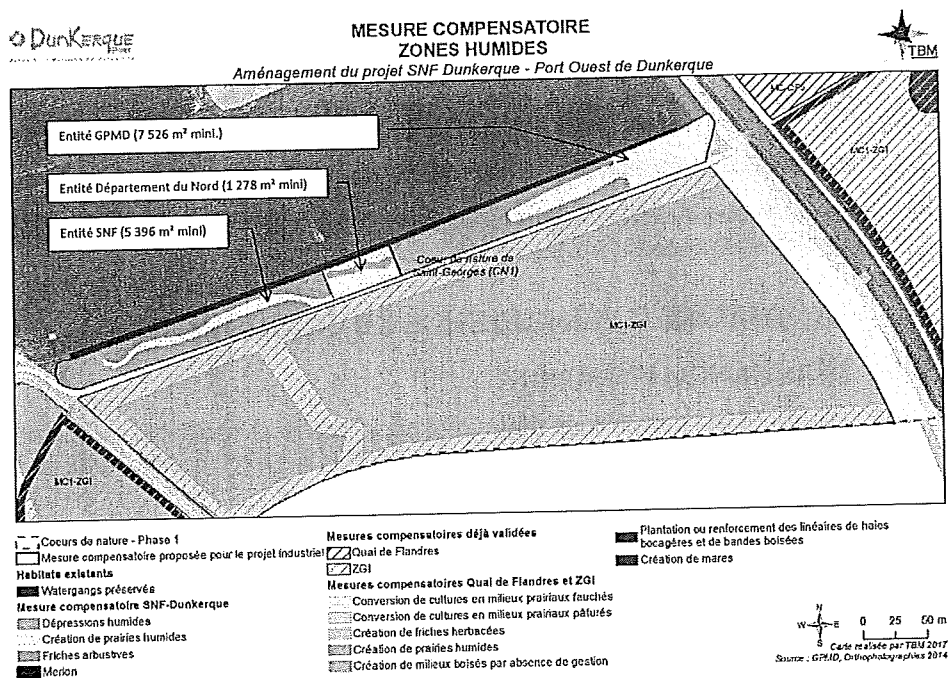 DUNKERQUE
PORT
MESURE COMPENSATOIRE
ZONES HUMIDES
Aménagement du projet SNF Dunkerque - Port Ouest de Dunkerque
TBM
Entité GPMD (7 526 m² mini.)
Entité Département du Nord (1 278 m² mini)
Entité SNF (5 396 m² mini)
Coeur de nature de
Saint-Georges (CN1)
MC1-ZGI
MC1-ZGI
MC1-ZGI
Coeurs de nature - Phase 1
Mesure compensatoire proposée pour le projet industriel
Habitats existants
Watergangs préservés
Mesure compensatoire SNF-Dunkerque
Dépressions humides
Création de prairies humides
Friches arbustives
Merlon
Mesures compensatoires déjà validées
Quai de Flandres
ZGI
Mesures compensatoires Quai de Flandres et ZGI
Conversion de cultures en milieux prairiaux fauchés
Conversion de cultures en milieux prairiaux pâturés
Création de friches herbacées
Création de prairies humides
Création de milieux boisés par absence de gestion
Plantation ou renforcement des linéaires de haies
bocagères et de bandes boisées
Création de mares
N
W E
S
0 25 50 m
Carte réalisée par TBM 2017
Source : GPMD, Orthophotographies 2014